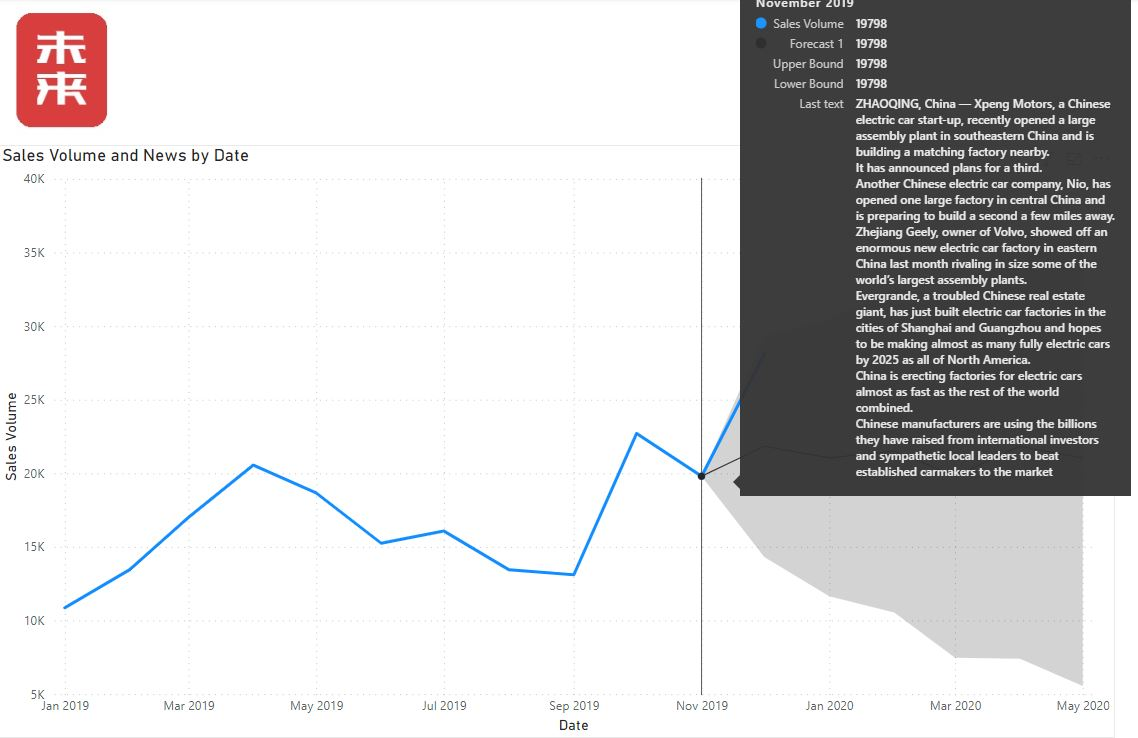 未
来
November 2019
Sales Volume 19798
Forecast 1 19798
Upper Bound 19798
Lower Bound 19798
Last text ZHAOQING, China — Xpeng Motors, a Chinese
electric car start-up, recently opened a large
assembly plant in southeastern China and is
building a matching factory nearby.
It has announced plans for a third.
Another Chinese electric car company, Nio, has
opened one large factory in central China and
is preparing to build a second a few miles away.
Zhejiang Geely, owner of Volvo, showed off an
enormous new electric car factory in eastern
China last month rivaling in size some of the
world's largest assembly plants.
Evergrande, a troubled Chinese real estate
giant, has just built electric car factories in the
cities of Shanghai and Guangzhou and hopes
to be making almost as many fully electric cars
by 2025 as all of North America.
China is erecting factories for electric cars
almost as fast as the rest of the world
combined.
Chinese manufacturers are using the billions
they have raised from international investors
and sympathetic local leaders to beat
established carmakers to the market
Sales Volume and News by Date
40K
35K
30K
25K
20K
15K
10K
5K
Sales Volume
Jan 2019 Mar 2019 May 2019 Jul 2019 Sep 2019 Nov 2019 Jan 2020 Mar 2020 May 2020
Date